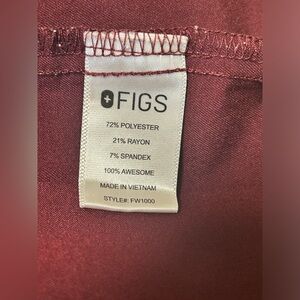 FIGS
72% POLYESTER
21% RAYON
7% SPANDEX
100% AWESOME
MADE IN VIETNAM
STYLE#: FW1000